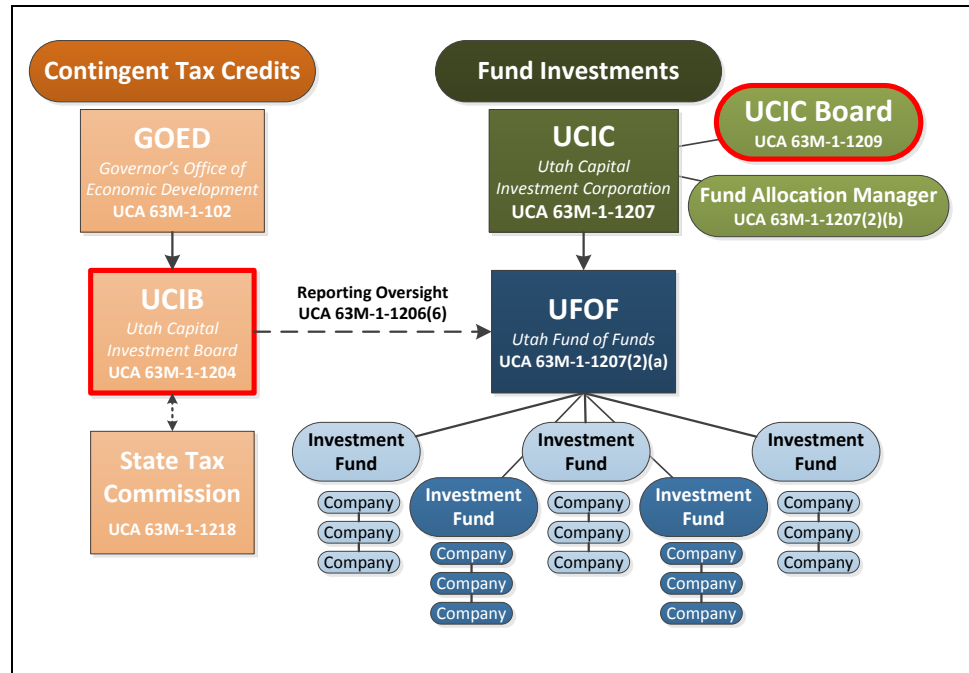 Contingent Tax Credits
GOED
Governor's Office of
Economic Development
UCA 63M-1-102
UCIB
Utah Capital
Investment Board
UCA 63M-1-1204
State Tax
Commission
UCA 63M-1-1218
Reporting Oversight
UCA 63M-1-1206(6)
Fund Investments
UCIC
Utah Capital
Investment Corporation
UCA 63M-1-1207
UCIC Board
UCA 63M-1-1209
Fund Allocation Manager
UCA 63M-1-1207(2)(b)
UFOF
Utah Fund of Funds
UCA 63M-1-1207(2)(a)
Investment
Fund
Company
Company
Company
Investment
Fund
Company
Company
Company
Investment
Fund
Company
Company
Company
Investment
Fund
Company
Company
Company
Investment
Fund
Company
Company
Company